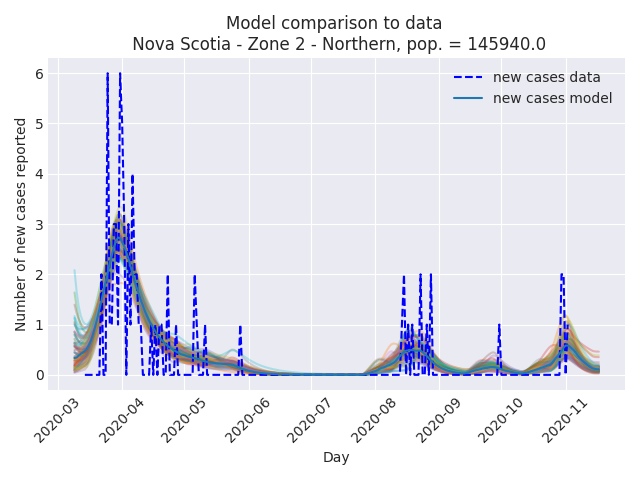 Model comparison to data
Nova Scotia - Zone 2 - Northern, pop. = 145940.0
new cases data
new cases model
Number of new cases reported
6
5
4
3
2
1
0
2020-03
2020-04
2020-05
2020-06
2020-07
2020-08
2020-09
2020-10
2020-11
Day